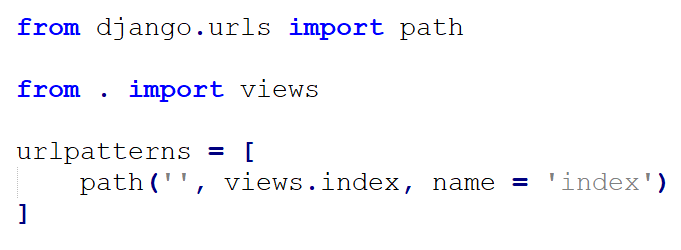 from django.urls import path
from . import views
urlpatterns = [
    path('', views.index, name = 'index')
]